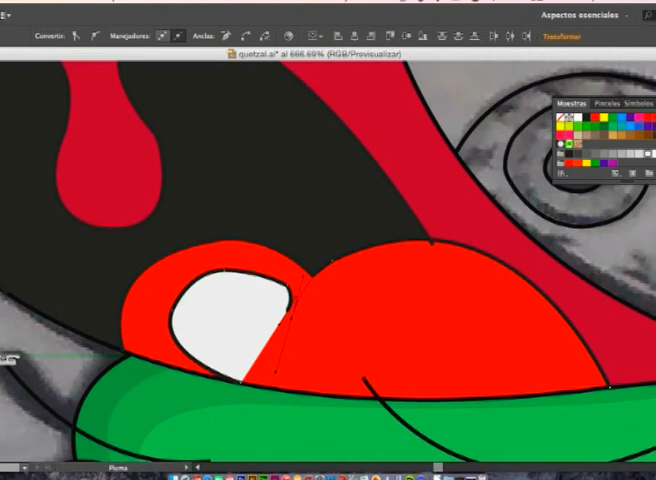 Aspectos esenciales
Convertir: Manejadores: Anclas: Transformar
quetzal.ai* al 666.69% (RGB/Previsualizar)
Muestras Pinceles Símbolos
Pluma